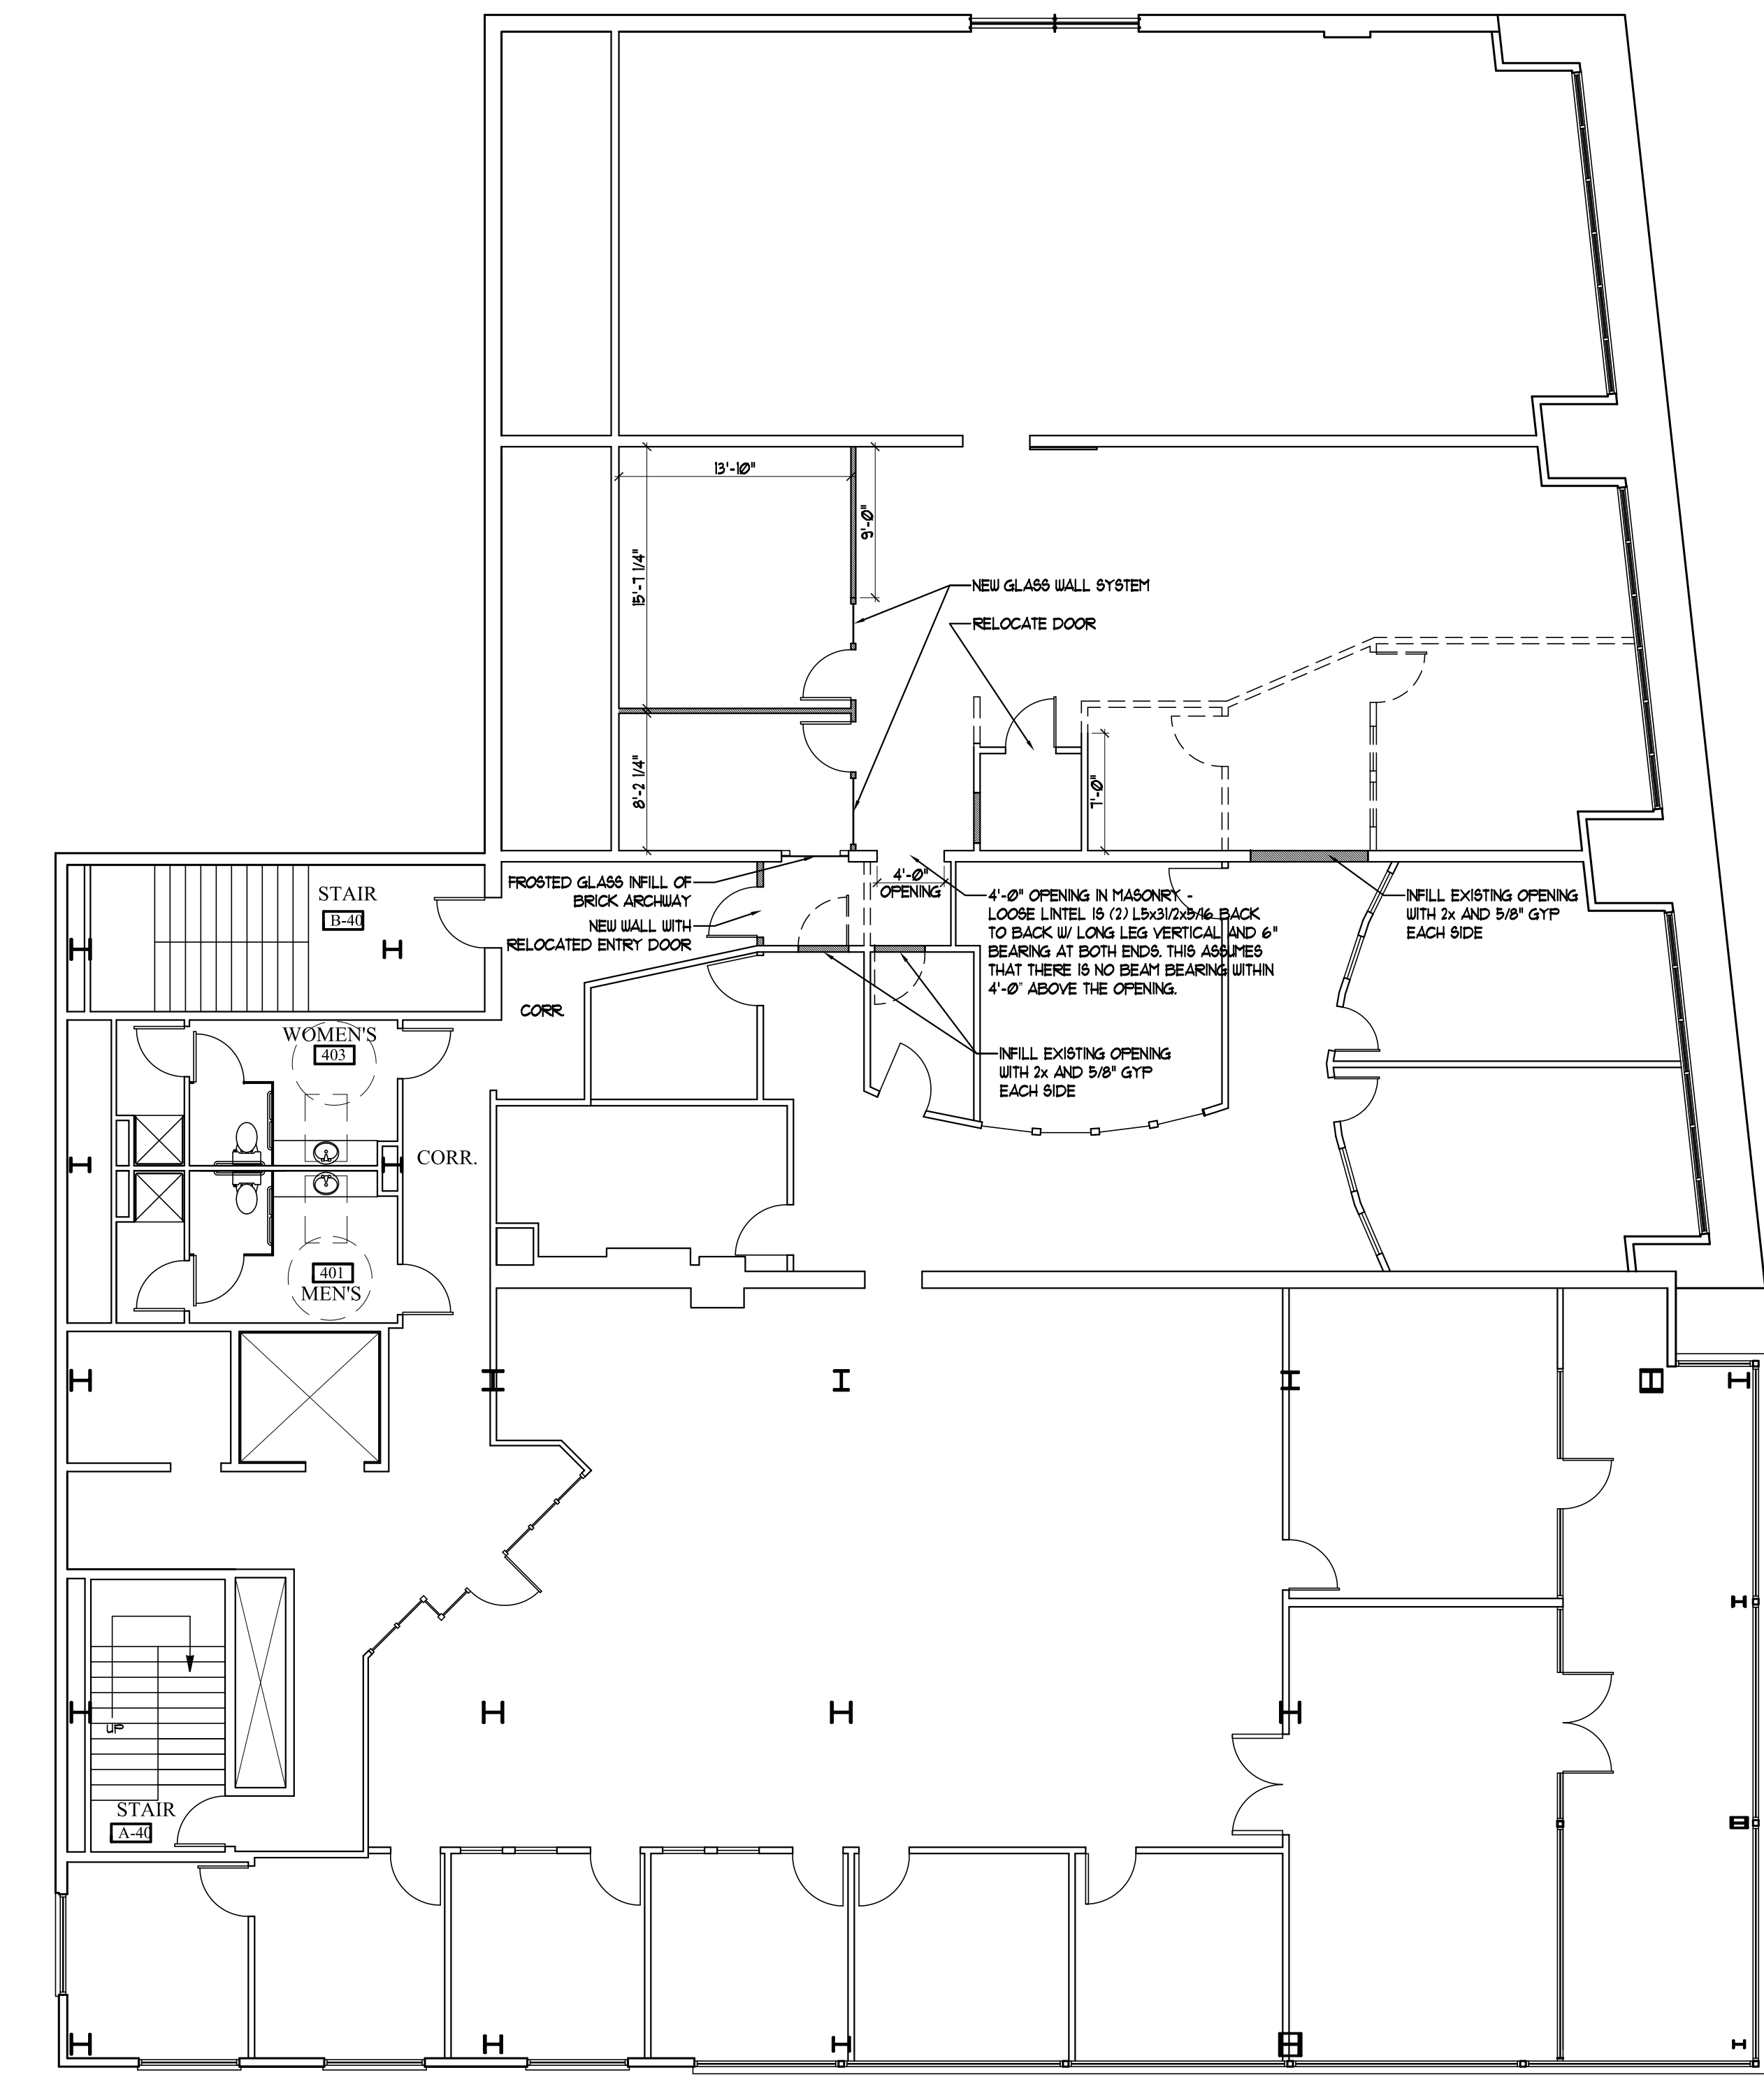 13'-10"
9'-0"
15'-7 1/4"
NEW GLASS WALL SYSTEM
RELOCATE DOOR
8'-2 1/4"
7'-0"
STAIR
B-40
FROSTED GLASS INFILL OF
BRICK ARCHWAY
NEW WALL WITH
RELOCATED ENTRY DOOR
4'-0"
OPENING
4'-0" OPENING IN MASONRY -
LOOSE LINTEL IS (2) L5x31/2x5/16 BACK
TO BACK W/ LONG LEG VERTICAL AND 6"
BEARING AT BOTH ENDS. THIS ASSUMES
THAT THERE IS NO BEAM BEARING WITHIN
4'-0" ABOVE THE OPENING.
INFILL EXISTING OPENING
WITH 2x AND 5/8" GYP
EACH SIDE
CORR.
WOMEN'S
403
INFILL EXISTING OPENING
WITH 2x AND 5/8" GYP
EACH SIDE
CORR.
401
MEN'S
UP
STAIR
A-40